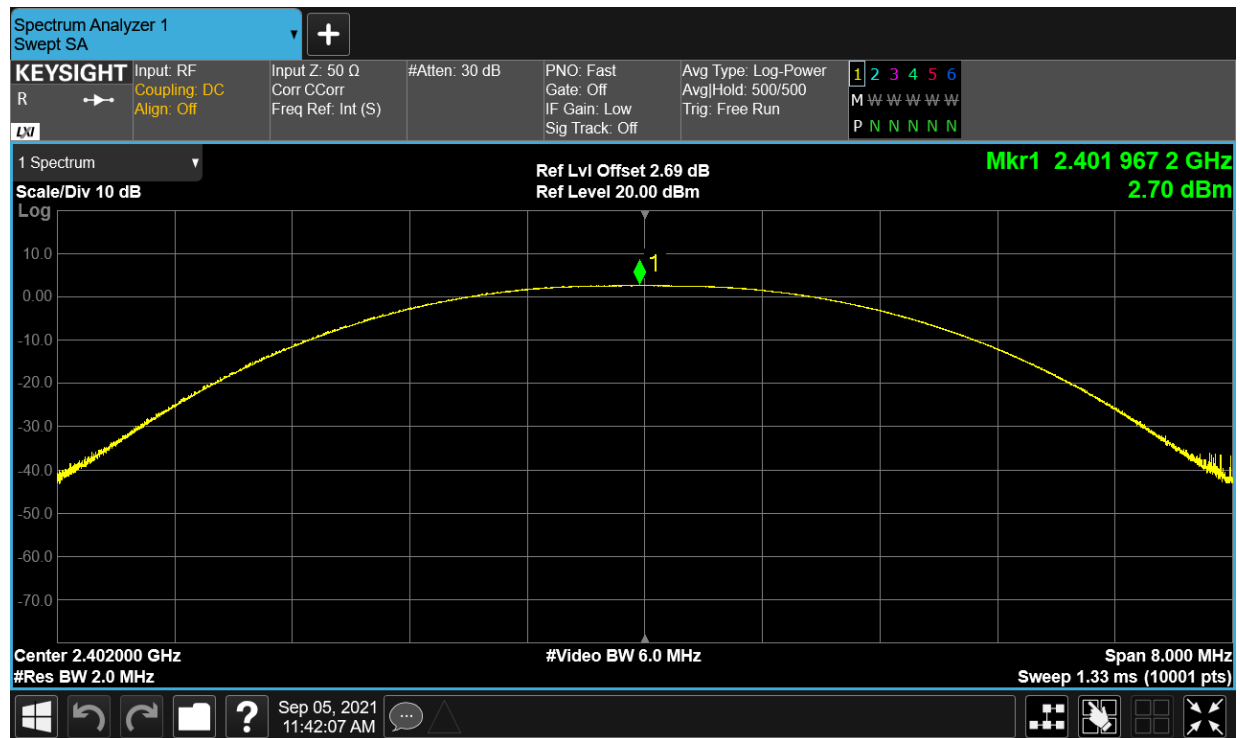 Spectrum Analyzer 1
Swept SA
KEYSIGHT
R
LXI
Input: RF
Coupling: DC
Align: Off
Input Z: 50 Ω
Corr CCorr
Freq Ref: Int (S)
#Atten: 30 dB
PNO: Fast
Gate: Off
IF Gain: Low
Sig Track: Off
Avg Type: Log-Power
Avg|Hold: 500/500
Trig: Free Run
1 2 3 4 5 6
M W W W W W
P N N N N N
1 Spectrum
Scale/Div 10 dB
Ref Lvl Offset 2.69 dB
Ref Level 20.00 dBm
Mkr1 2.401 967 2 GHz
2.70 dBm
Log
10.0
0.00
-10.0
-20.0
-30.0
-40.0
-50.0
-60.0
-70.0
1
Center 2.402000 GHz
#Res BW 2.0 MHz
#Video BW 6.0 MHz
Span 8.000 MHz
Sweep 1.33 ms (10001 pts)
?
Sep 05, 2021
11:42:07 AM